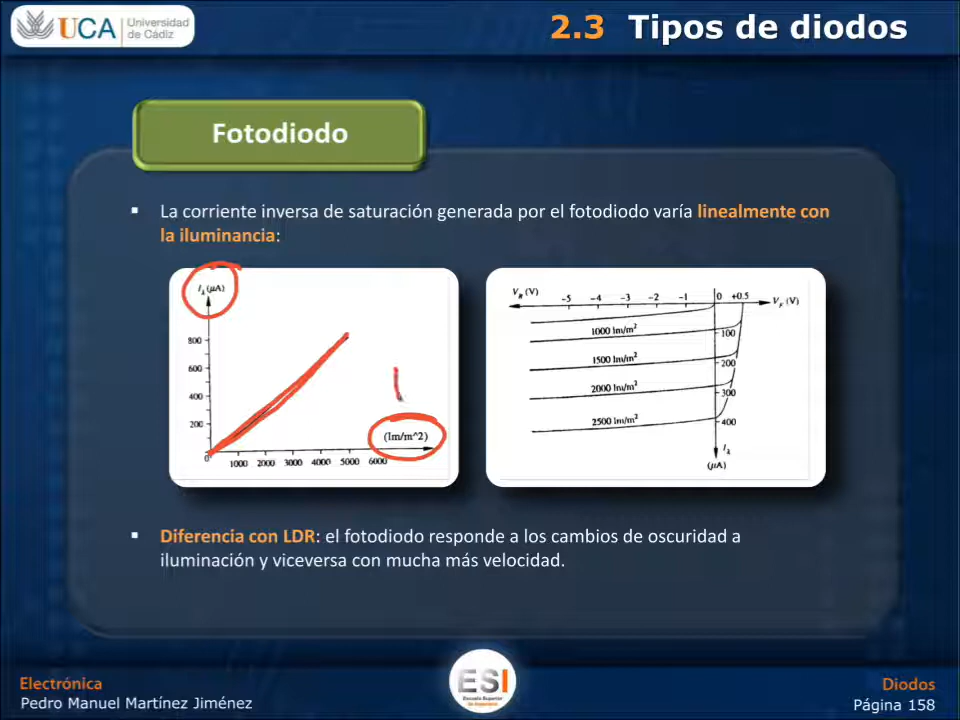 UCA Universidad
de Cádiz
2.3 Tipos de diodos
Fotodiodo
▪ La corriente inversa de saturación generada por el fotodiodo varía linealmente con
la iluminancia:
Iλ (μA)
800
600
400
200
0
1000 2000 3000 4000 5000 6000
(lm/m^2)
VR (V)
-5 -4 -3 -2 -1 0 +0.5 VF (V)
1000 lm/m²
100
1500 lm/m²
200
2000 lm/m²
300
2500 lm/m²
400
Iλ
(μA)
▪ Diferencia con LDR: el fotodiodo responde a los cambios de oscuridad a
iluminación y viceversa con mucha más velocidad.
Electrónica
Pedro Manuel Martínez Jiménez
ESI
Escuela Superior
de Ingeniería
Diodos
Página 158